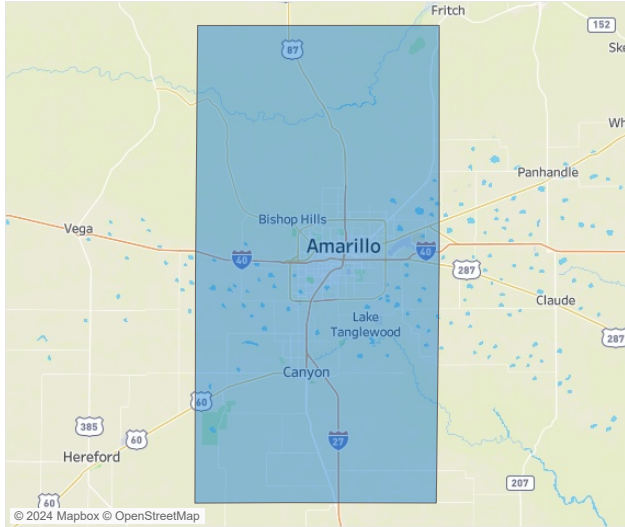 Fritch
152
87
Ske
Wh
Panhandle
Bishop Hills
Vega
Amarillo
40
40
287
Claude
Lake
Tanglewood
287
Canyon
60
385
60
27
Hereford
207
60
© 2024 Mapbox © OpenStreetMap